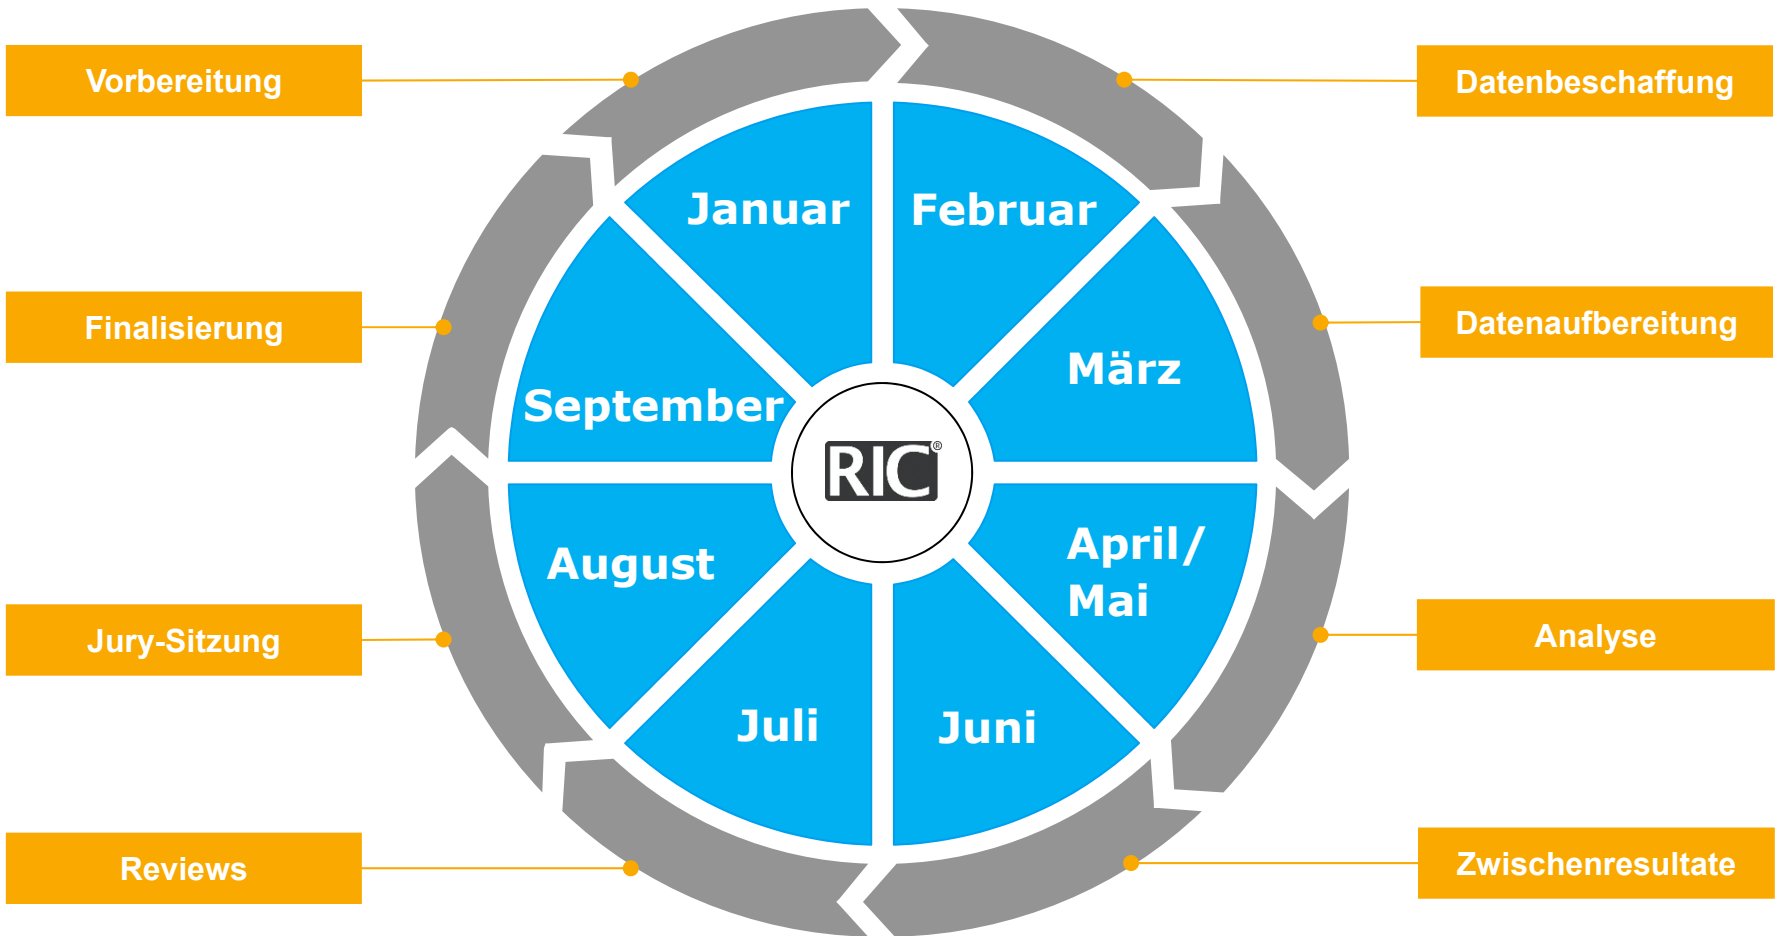 Vorbereitung
Datenbeschaffung
Januar
Februar
Finalisierung
Datenaufbereitung
März
September
RIC®
April/
Mai
August
Jury-Sitzung
Analyse
Juli
Juni
Reviews
Zwischenresultate